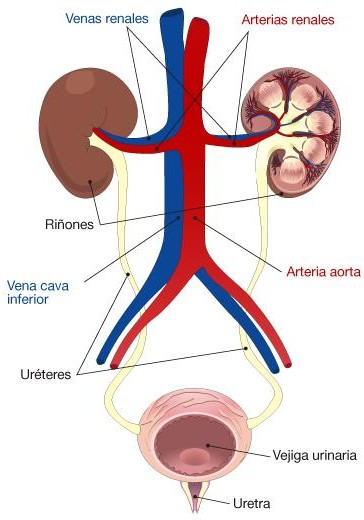 Venas renales
Arterias renales
Riñones
Vena cava
inferior
Arteria aorta
Uréteres
Vejiga urinaria
Uretra